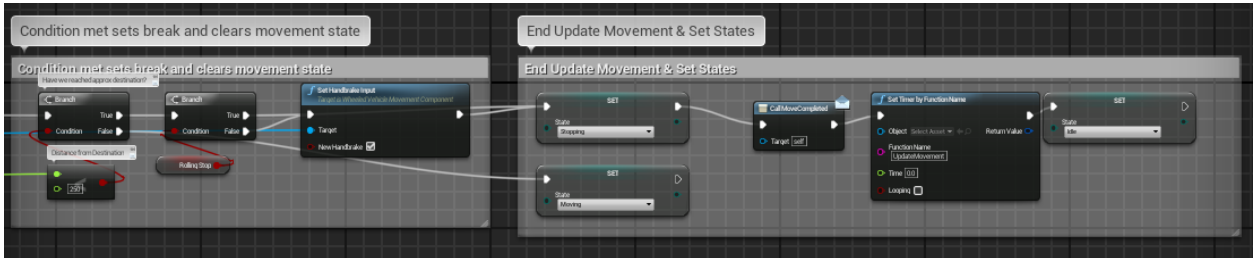 Condition met sets break and clears movement state
Condition met sets break and clears movement state
Have we reached approx destination?
Branch
True
Condition
False
Distance from Destination
250
Branch
True
Condition
False
Rolling Stop
Set Handbrake Input
Target is Wheeled Vehicle Movement Component
Target
New Handbrake
End Update Movement & Set States
End Update Movement & Set States
SET
State
Stopping
SET
State
Moving
CallMoveCompleted
Target self
Set Timer by Function Name
Object Select Asset
Return Value
Function Name
UpdateMovement
Time 0.0
Looping
SET
State
Idle